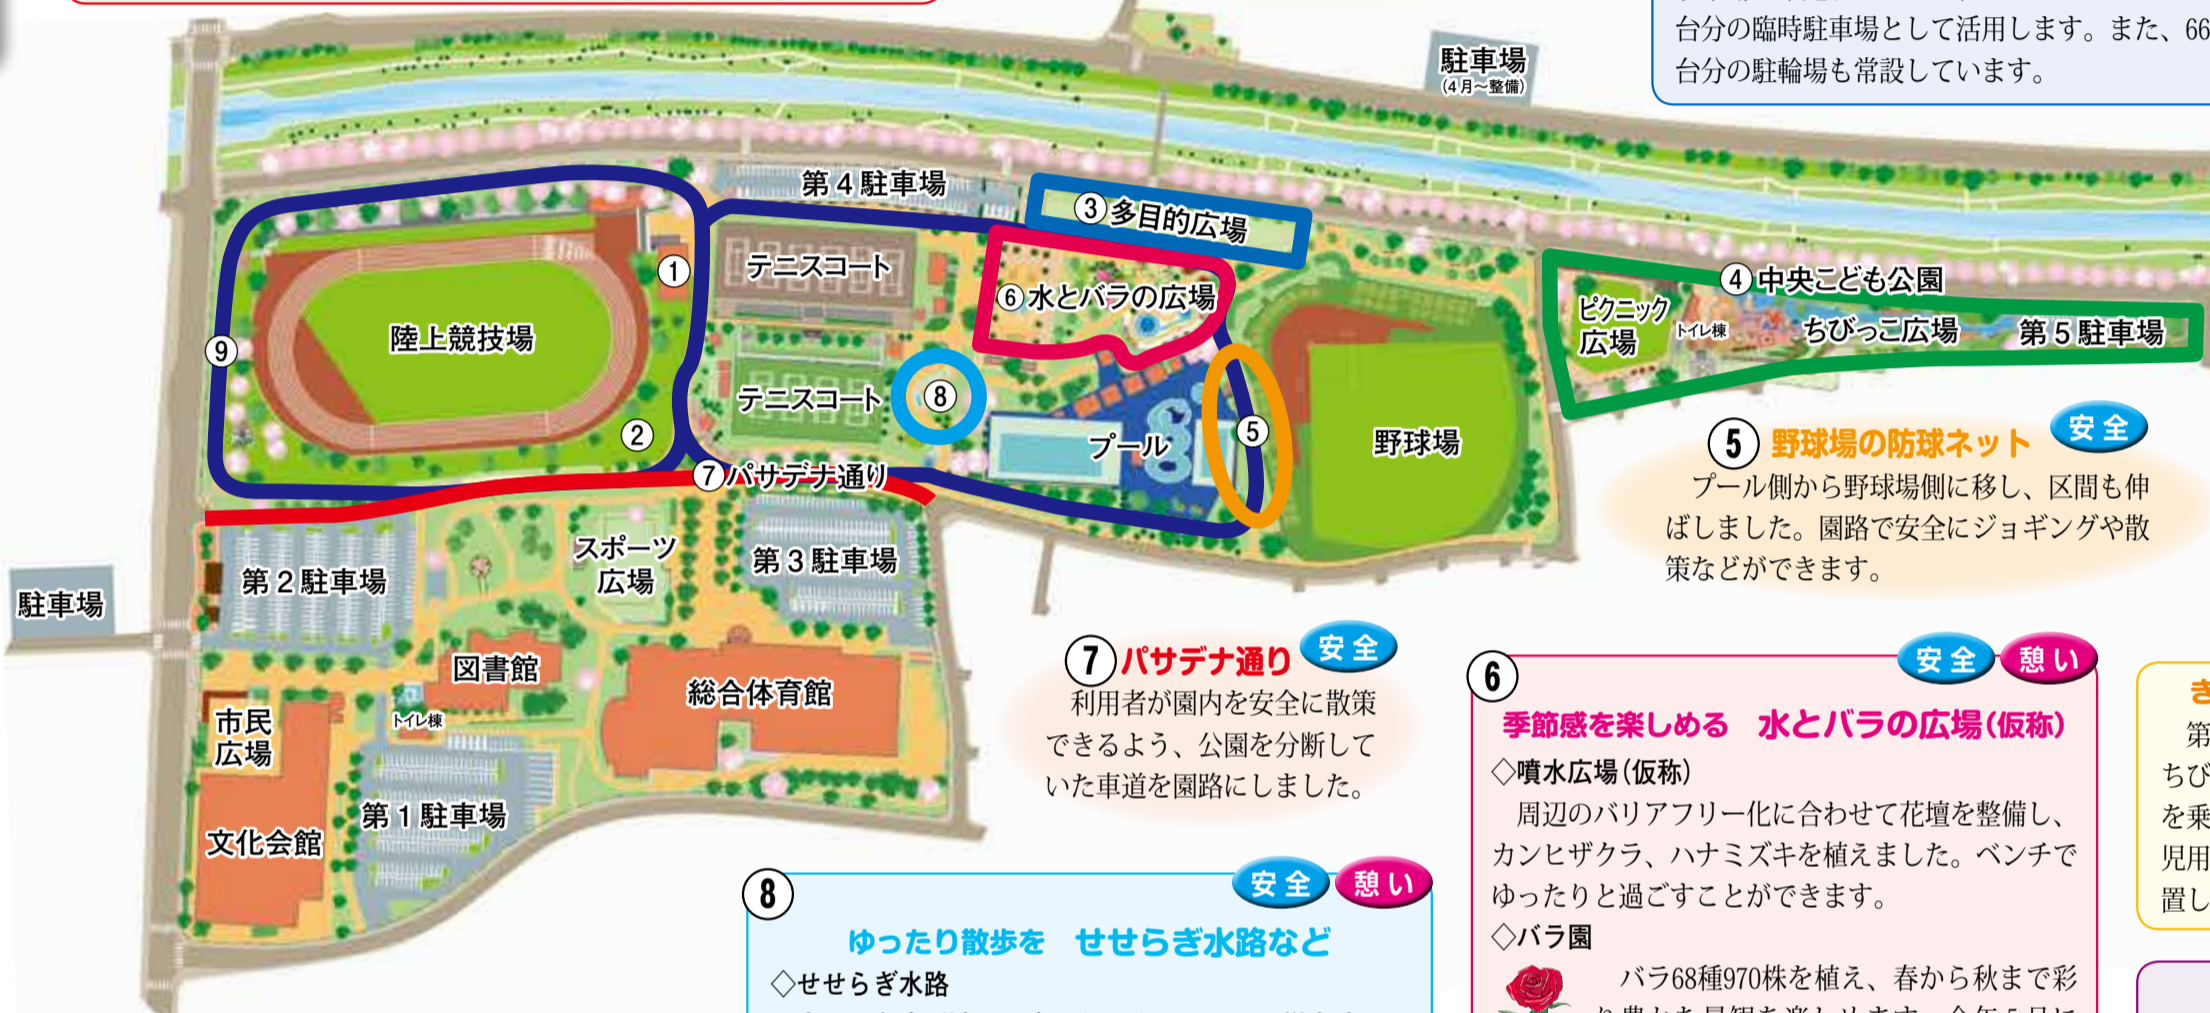 台分の臨時駐車場として活用します。また、66
台分の駐輪場も常設しています。
駐車場
(4月～整備)
第4駐車場
③多目的広場
テニスコート
①
⑥水とバラの広場
④中央こども公園
ピクニック
広場
トイレ棟
ちびっこ広場
第5駐車場
陸上競技場
⑨
テニスコート
⑧
②
プール
⑤
野球場
⑦パサデナ通り
第2駐車場
スポーツ
広場
第3駐車場
駐車場
図書館
トイレ棟
総合体育館
市民
広場
第1駐車場
文化会館
⑤ 野球場の防球ネット 安全
プール側から野球場側に移し、区間も伸
ばしました。園路で安全にジョギングや散
策などができます。
⑦ パサデナ通り 安全
利用者が園内を安全に散策
できるよう、公園を分断して
いた車道を園路にしました。
⑥ 安全 憩い
季節感を楽しめる 水とバラの広場(仮称)
◇噴水広場(仮称)
周辺のバリアフリー化に合わせて花壇を整備し、
カンヒザクラ、ハナミズキを植えました。ベンチで
ゆったりと過ごすことができます。
◇バラ園
バラ68種970株を植え、春から秋まで彩
⑧ 安全 憩い
ゆったり散歩を せせらぎ水路など
◇せせらぎ水路
第
ちび
を乗
児用
置し